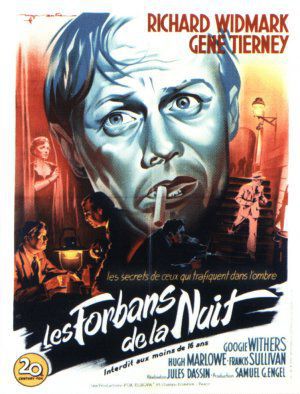 RICHARD WIDMARK
GENE TIERNEY
les secrets de ceux qui trafiquent dans l'ombre
Les Forbans
de la Nuit
Interdit aux moins de 16 ans
GOOGIE WITHERS
HUGH MARLOWE · FRANCIS SULLIVAN
Réalisation JULES DASSIN · Production SAMUEL G. ENGEL
20
CENTURY-FOX